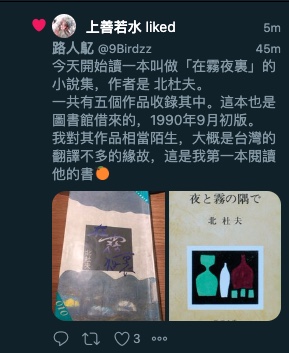 上善若水 liked
5m
路人乩 @9Birdzz
45m
今天開始讀一本叫做「在霧夜裏」的
小說集，作者是 北杜夫。
一共有五個作品收錄其中。這本也是
圖書館借來的，1990年9月初版。
我對其作品相當陌生，大概是台灣的
翻譯不多的緣故，這是我第一本閱讀
他的書🍊
夜と霧の隅で
北 杜 夫
3